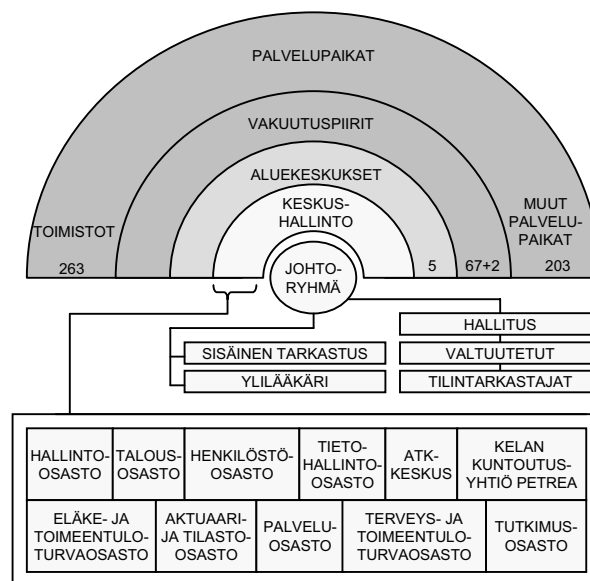 PALVELUPAIKAT
VAKUUTUSPIIRIT
ALUEKESKUKSET
KESKUS-
HALLINTO
TOIMISTOT
263
MUUT
PALVELU-
PAIKAT
5
67+2
203
JOHTO-
RYHMÄ
HALLITUS
SISÄINEN TARKASTUS
VALTUUTETUT
YLILÄÄKÄRI
TILINTARKASTAJAT
HALLINTO-
OSASTO
TALOUS-
OSASTO
HENKILÖSTÖ-
OSASTO
TIETO-
HALLINTO-
OSASTO
ATK-
KESKUS
KELAN
KUNTOUTUS-
YHTIÖ PETREA
ELÄKE- JA
TOIMEENTULO-
TURVAOSASTO
AKTUAARI-
JA TILASTO-
OSASTO
PALVELU-
OSASTO
TERVEYS- JA
TOIMEENTULO-
TURVAOSASTO
TUTKIMUS-
OSASTO